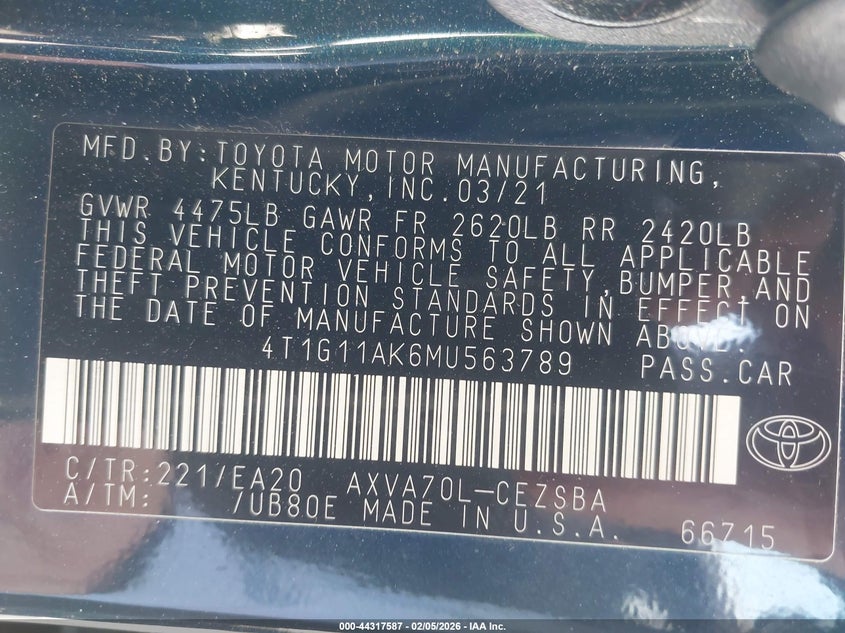 MFD.BY:TOYOTA MOTOR MANUFACTURING,
KENTUCKY,INC.03/21
GVWR 4475LB GAWR FR 2620LB RR 2420LB
THIS VEHICLE CONFORMS TO ALL APPLICABLE
FEDERAL MOTOR VEHICLE SAFETY,BUMPER,AND
THEFT PREVENTION STANDARDS IN EFFECT ON
THE DATE OF MANUFACTURE SHOWN ABOVE.
4T1G11AK6MU563789 PASS.CAR
C/TR:221/EA20 AXVA70L-CEZSBA
A/TM: /UB80E MADE IN U.S.A. 66715
000-44317587 - 02/05/2026 - IAA Inc.